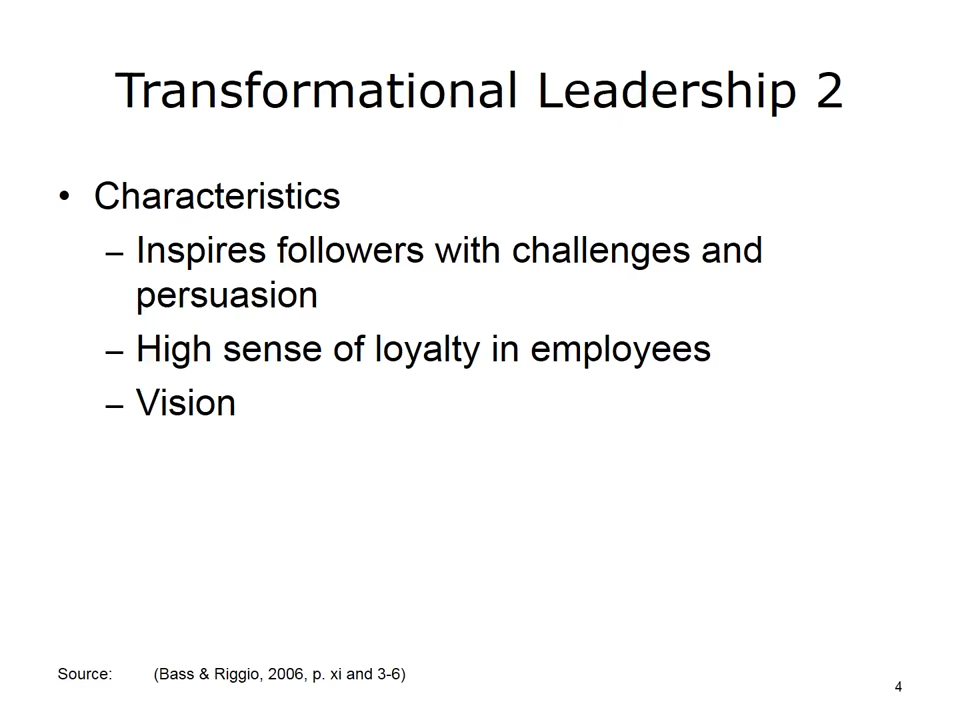 Transformational Leadership 2
• Characteristics
– Inspires followers with challenges and
persuasion
– High sense of loyalty in employees
– Vision
Source: (Bass & Riggio, 2006, p. xi and 3-6)
4